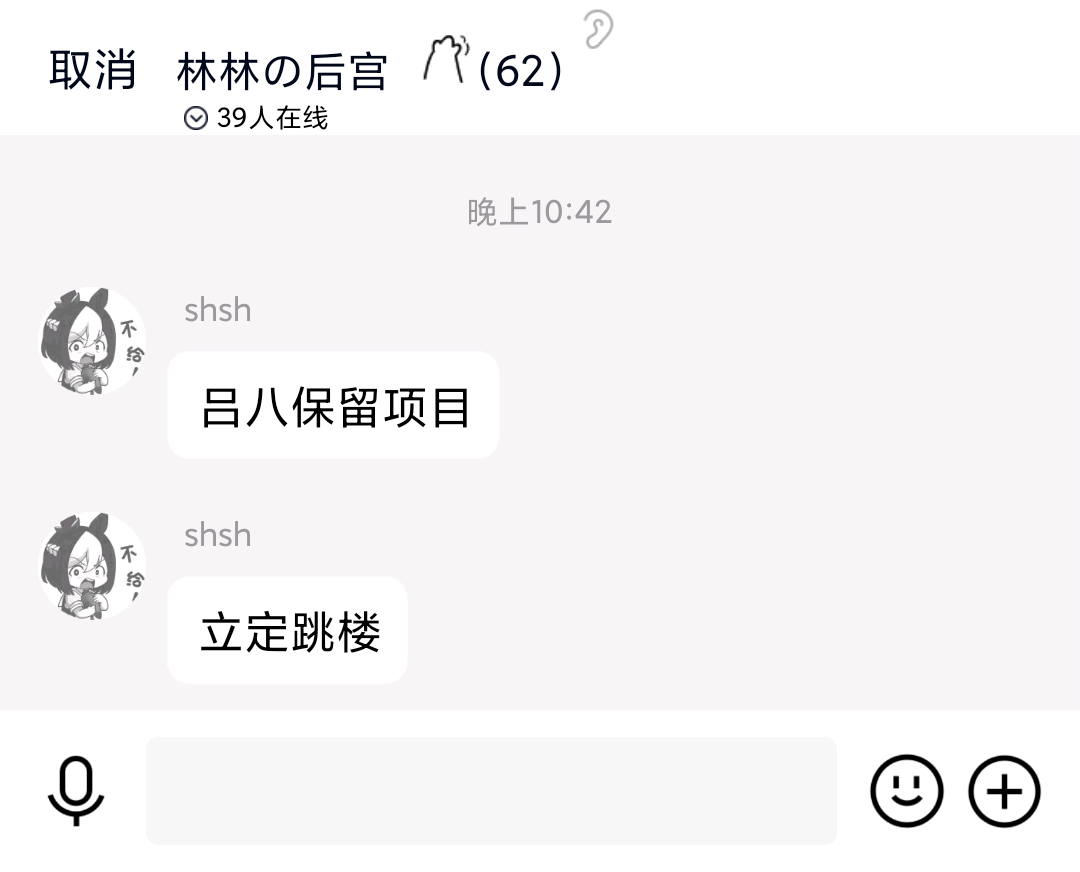 取消 林林の后宫 (62)
39人在线
晚上10:42
shsh
不给,
吕八保留项目
shsh
不给,
立定跳楼